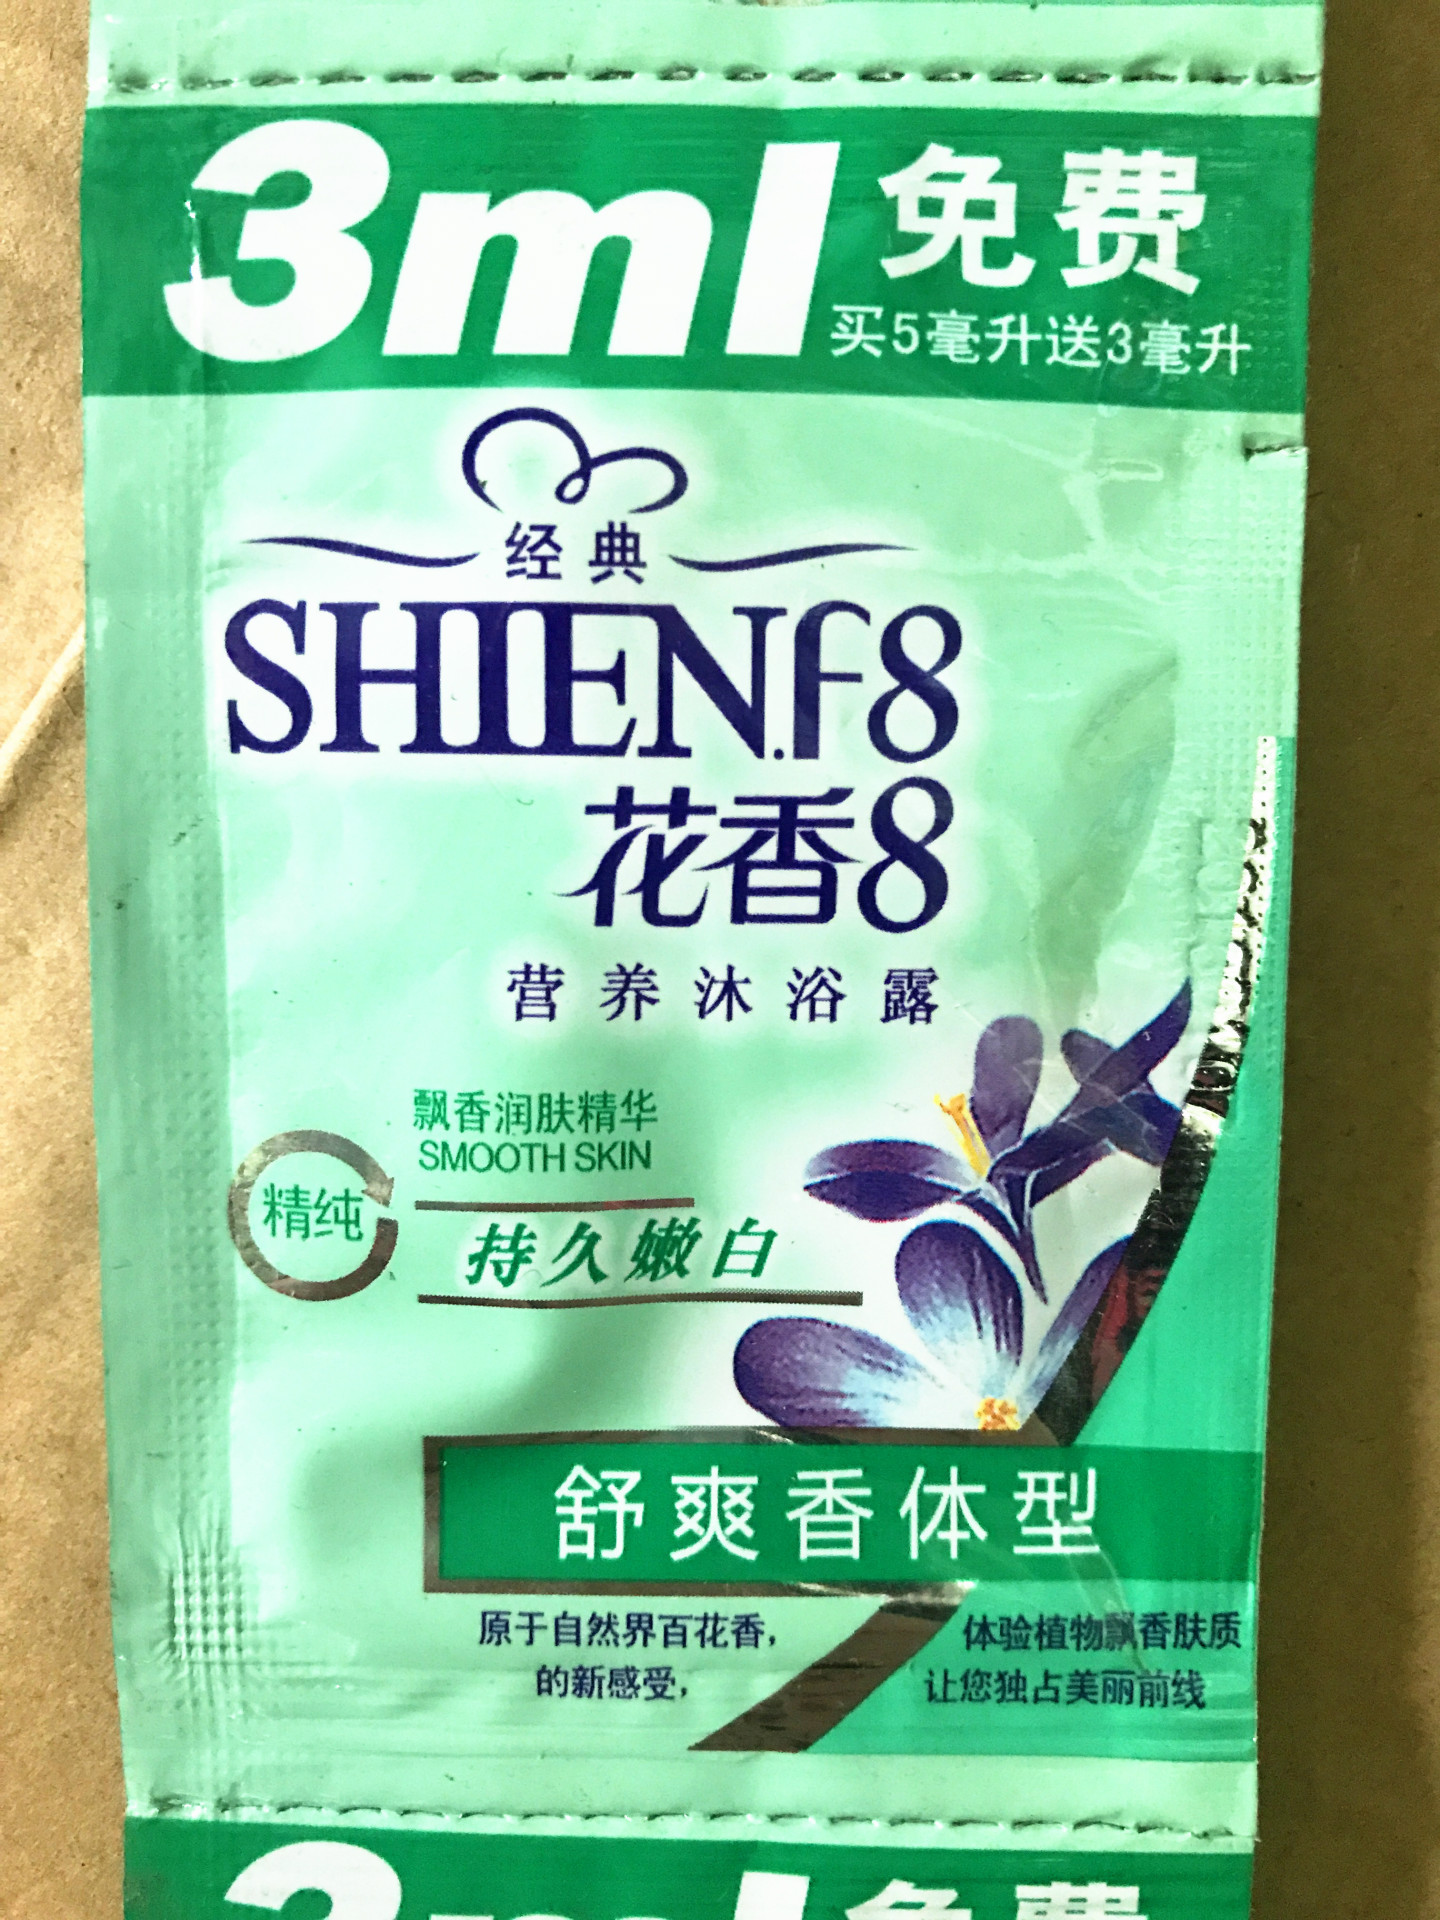 3ml 免费
买5毫升送3毫升
经典
SHIEN.f8
花香8
营养沐浴露
飘香润肤精华
SMOOTH SKIN
精纯
持久嫩白
舒爽香体型
原于自然界百花香， 体验植物飘香肤质
的新感受， 让您独占美丽前线
3ml 免费